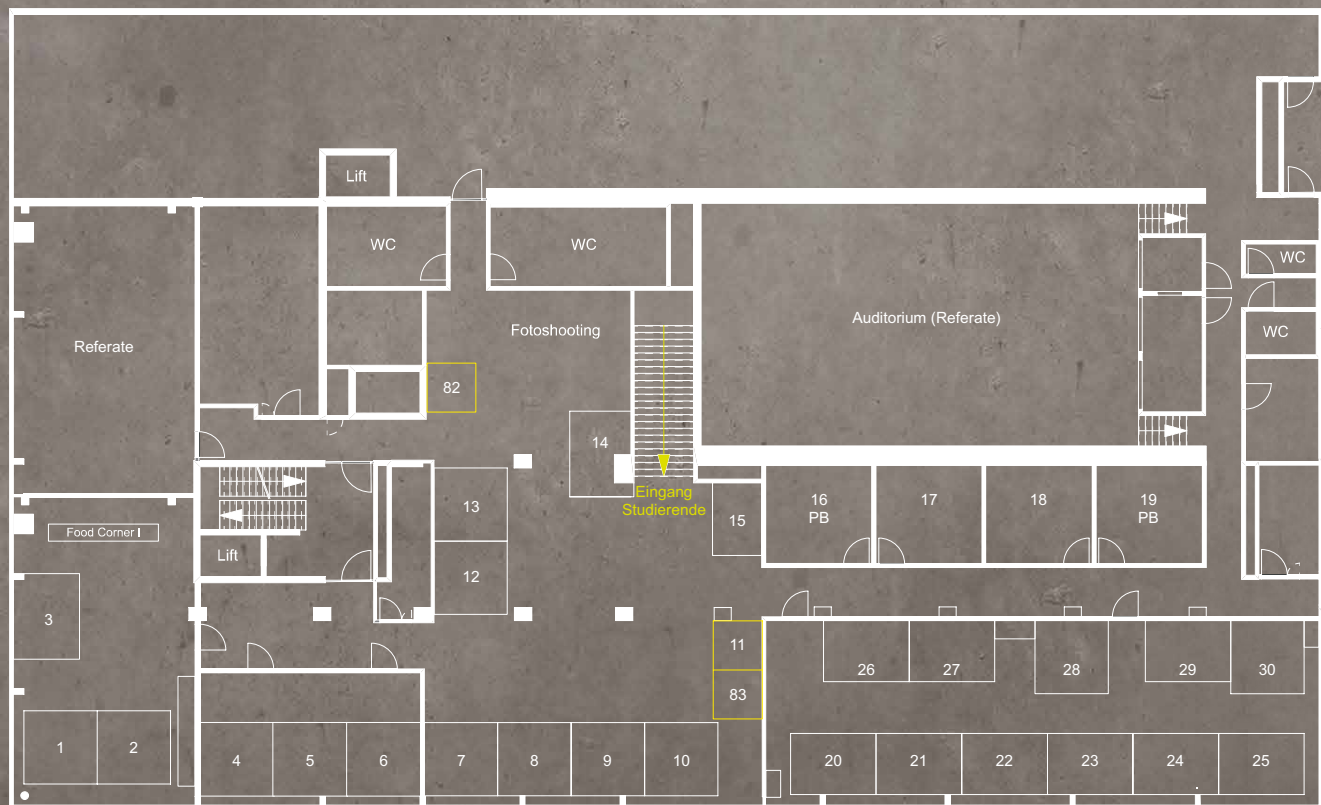 Lift
WC
WC
WC
Fotoshooting
Auditorium (Referate)
WC
Referate
82
14
13
Eingang
Studierende
15
16
PB
17
18
19
PB
Food Corner I
Lift
12
3
11
83
26
27
28
29
30
1
2
4
5
6
7
8
9
10
20
21
22
23
24
25